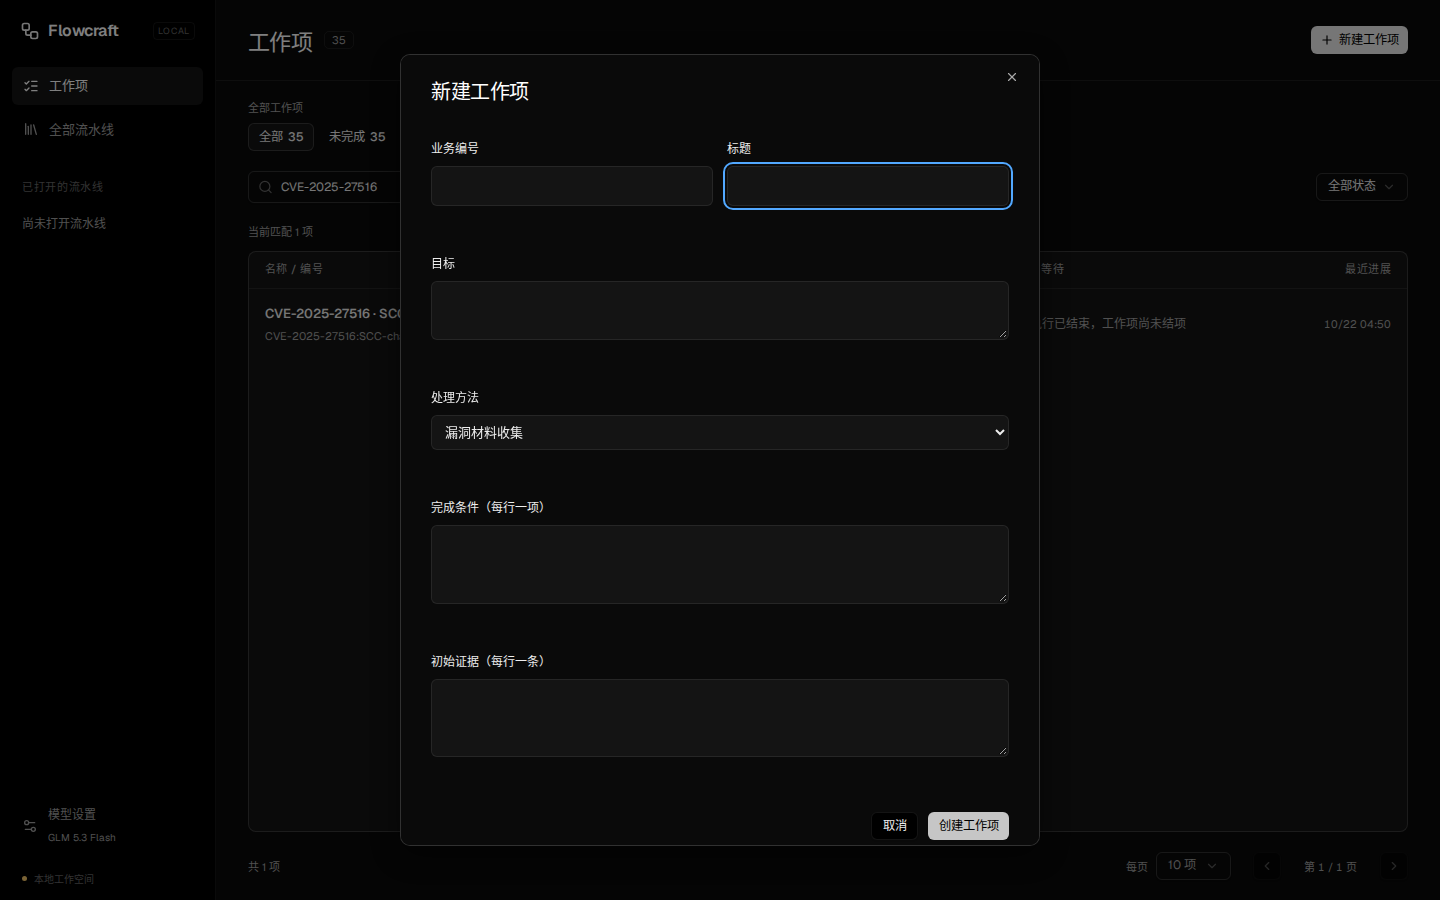 Flowcraft
LOCAL
工作项
全部流水线
已打开的流水线
尚未打开流水线
模型设置
GLM 5.3 Flash
本地工作空间
工作项 35
新建工作项
全部工作项
全部 35
未完成 35
CVE-2025-27516
全部状态
当前匹配 1 项
名称 / 编号
等待
最近进展
CVE-2025-27516 · SCC
CVE-2025-27516:SCC-ch
行已结束，工作项尚未结项
10/22 04:50
共 1 项
每页
10 项
第 1 / 1 页
新建工作项
业务编号
标题
目标
处理方法
漏洞材料收集
完成条件（每行一项）
初始证据（每行一条）
取消
创建工作项